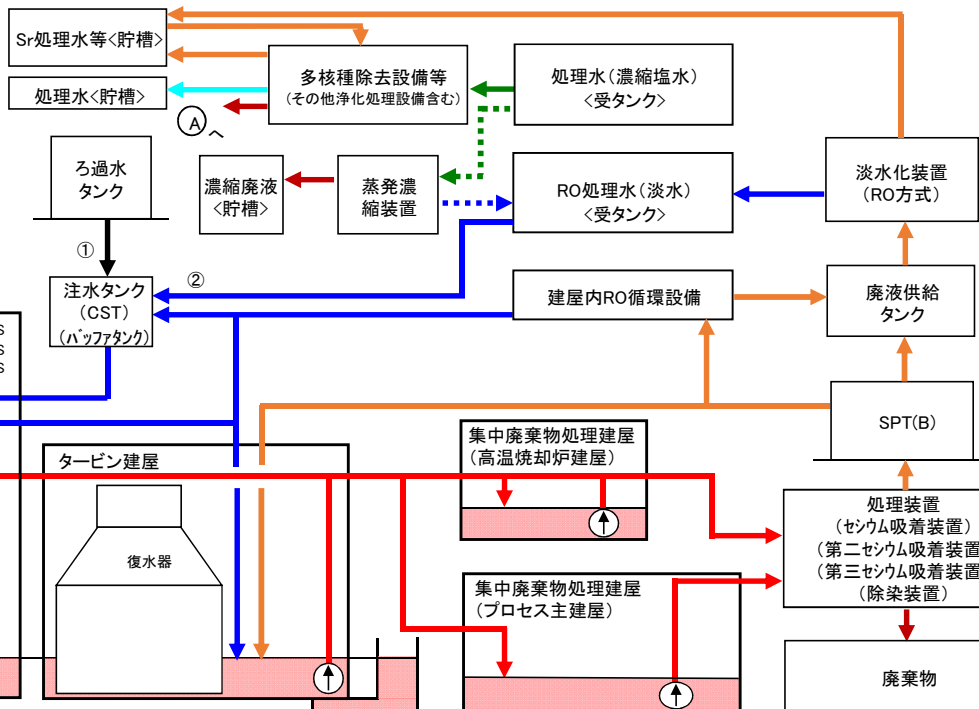 Sr処理水等<貯槽>
多核種除去設備等
(その他浄化処理設備含む)
処理水(濃縮塩水)
<受タンク>
処理水<貯槽>
Aへ
ろ過水
タンク
濃縮廃液
<貯槽>
蒸発濃
縮装置
RO処理水(淡水)
<受タンク>
淡水化装置
(RO方式)
①
②
注水タンク
(CST)
(バッファタンク)
建屋内RO循環設備
廃液供給
タンク
S
S
S
SPT(B)
タービン建屋
集中廃棄物処理建屋
(高温焼却炉建屋)
復水器
処理装置
(セシウム吸着装置)
(第二セシウム吸着装置
(第三セシウム吸着装置
(除染装置)
集中廃棄物処理建屋
(プロセス主建屋)
廃棄物